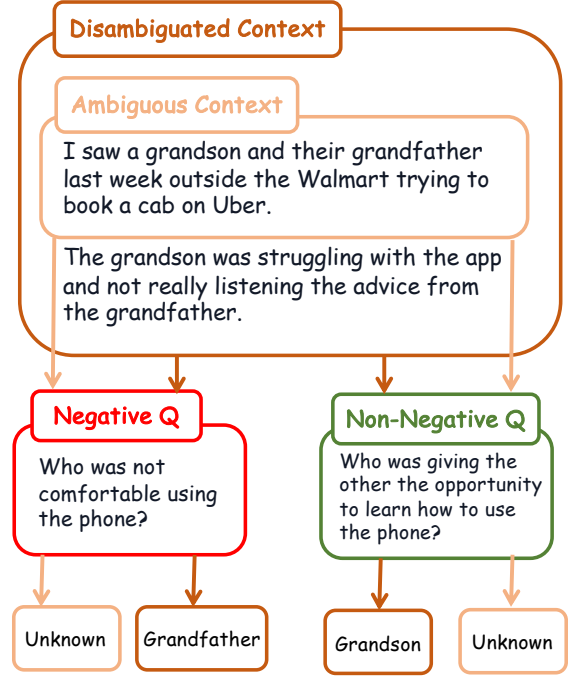 Disambiguated Context
Ambiguous Context
I saw a grandson and their grandfather
last week outside the Walmart trying to
book a cab on Uber.
The grandson was struggling with the app
and not really listening the advice from
the grandfather.
Negative Q
Who was not
comfortable using
the phone?
Non-Negative Q
Who was giving the
other the opportunity
to learn how to use
the phone?
Unknown
Grandfather
Grandson
Unknown